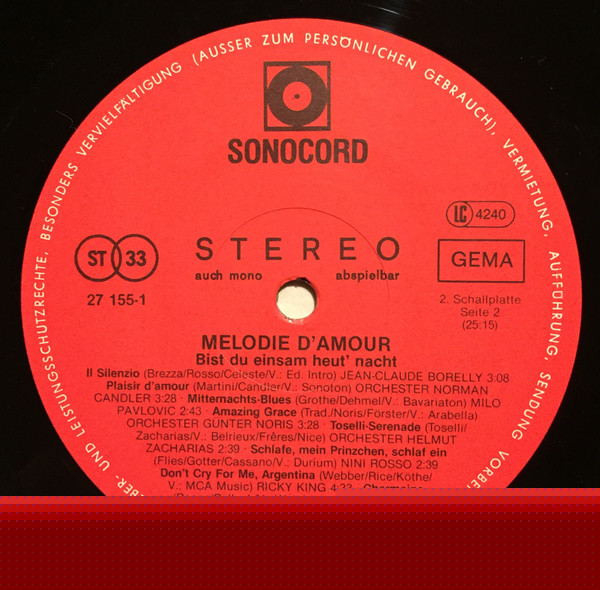 URHEBER- UND LEISTUNGSSCHUTZRECHTE, BESONDERS VERVIELFÄLTIGUNG (AUSSER ZUM PERSÖNLICHEN GEBRAUCH), VERMIETUNG, AUFFÜHRUNG, SENDUNG VORBE
SONOCORD
LC 4240
ST 33
STEREO
GEMA
auch mono abspielbar
27 155-1
2. Schallplatte
Seite 2
(25:15)
MELODIE D'AMOUR
Bist du einsam heut' nacht
Il Silenzio (Brezza/Rosso/Celeste/V.: Ed. Intro) JEAN-CLAUDE BORELLY 3:08
Plaisir d'amour (Martini/Candler/V.: Sonoton) ORCHESTER NORMAN
CANDLER 3:28 · Mitternachts-Blues (Grothe/Dehmel/V.: Bavariaton) MILO
PAVLOVIC 2:43 · Amazing Grace (Trad./Noris/Förster/V.: Arabella)
ORCHESTER GÜNTER NORIS 3:28 · Toselli-Serenade (Toselli/
Zacharias/V.: Belrieux/Frères/Nice) ORCHESTER HELMUT
ZACHARIAS 2:39 · Schlafe, mein Prinzchen, schlaf ein
(Flies/Gotter/Cassano/V.: Durium) NINI ROSSO 2:39
Don't Cry For Me, Argentina (Webber/Rice/Köthe/
V.: MCA Music) RICKY KING 4:33